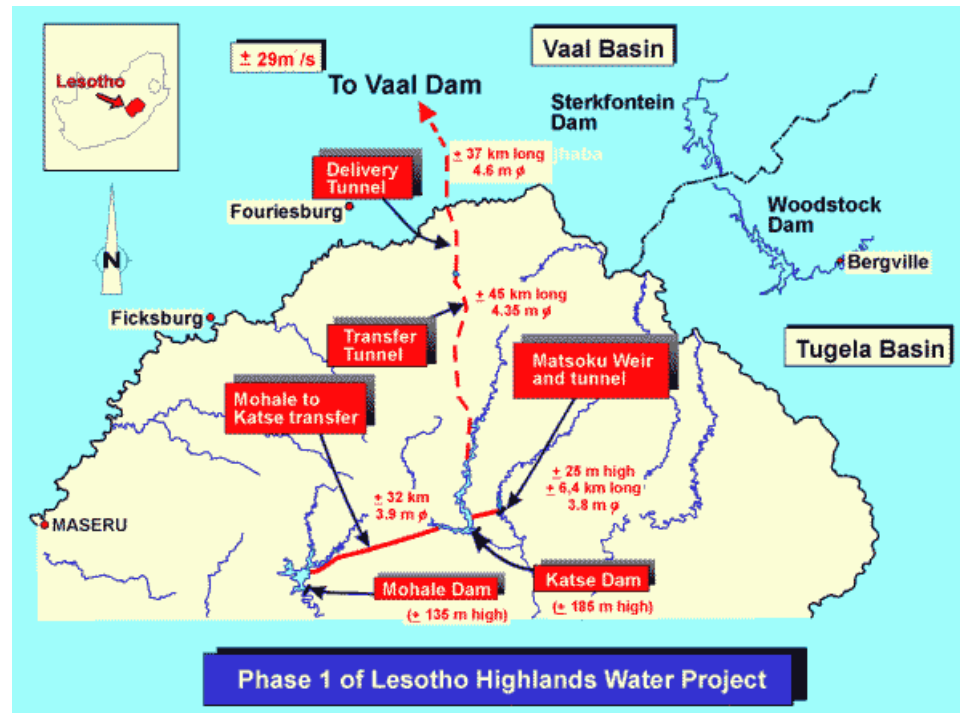 Lesotho
± 29m³/s
Vaal Basin
To Vaal Dam
Sterkfontein
Dam
± 37 km long
4.6 m ø
jhaba
Delivery
Tunnel
Fouriesburg
Woodstock
Dam
Bergville
N
± 45 km long
4.35 m ø
Ficksburg
Transfer
Tunnel
Matsoku Weir
and tunnel
Tugela Basin
Mohale to
Katse transfer
± 25 m high
± 6,4 km long
3.8 m ø
± 32 km
3.9 m ø
MASERU
Mohale Dam
(± 135 m high)
Katse Dam
(± 185 m high)
Phase 1 of Lesotho Highlands Water Project